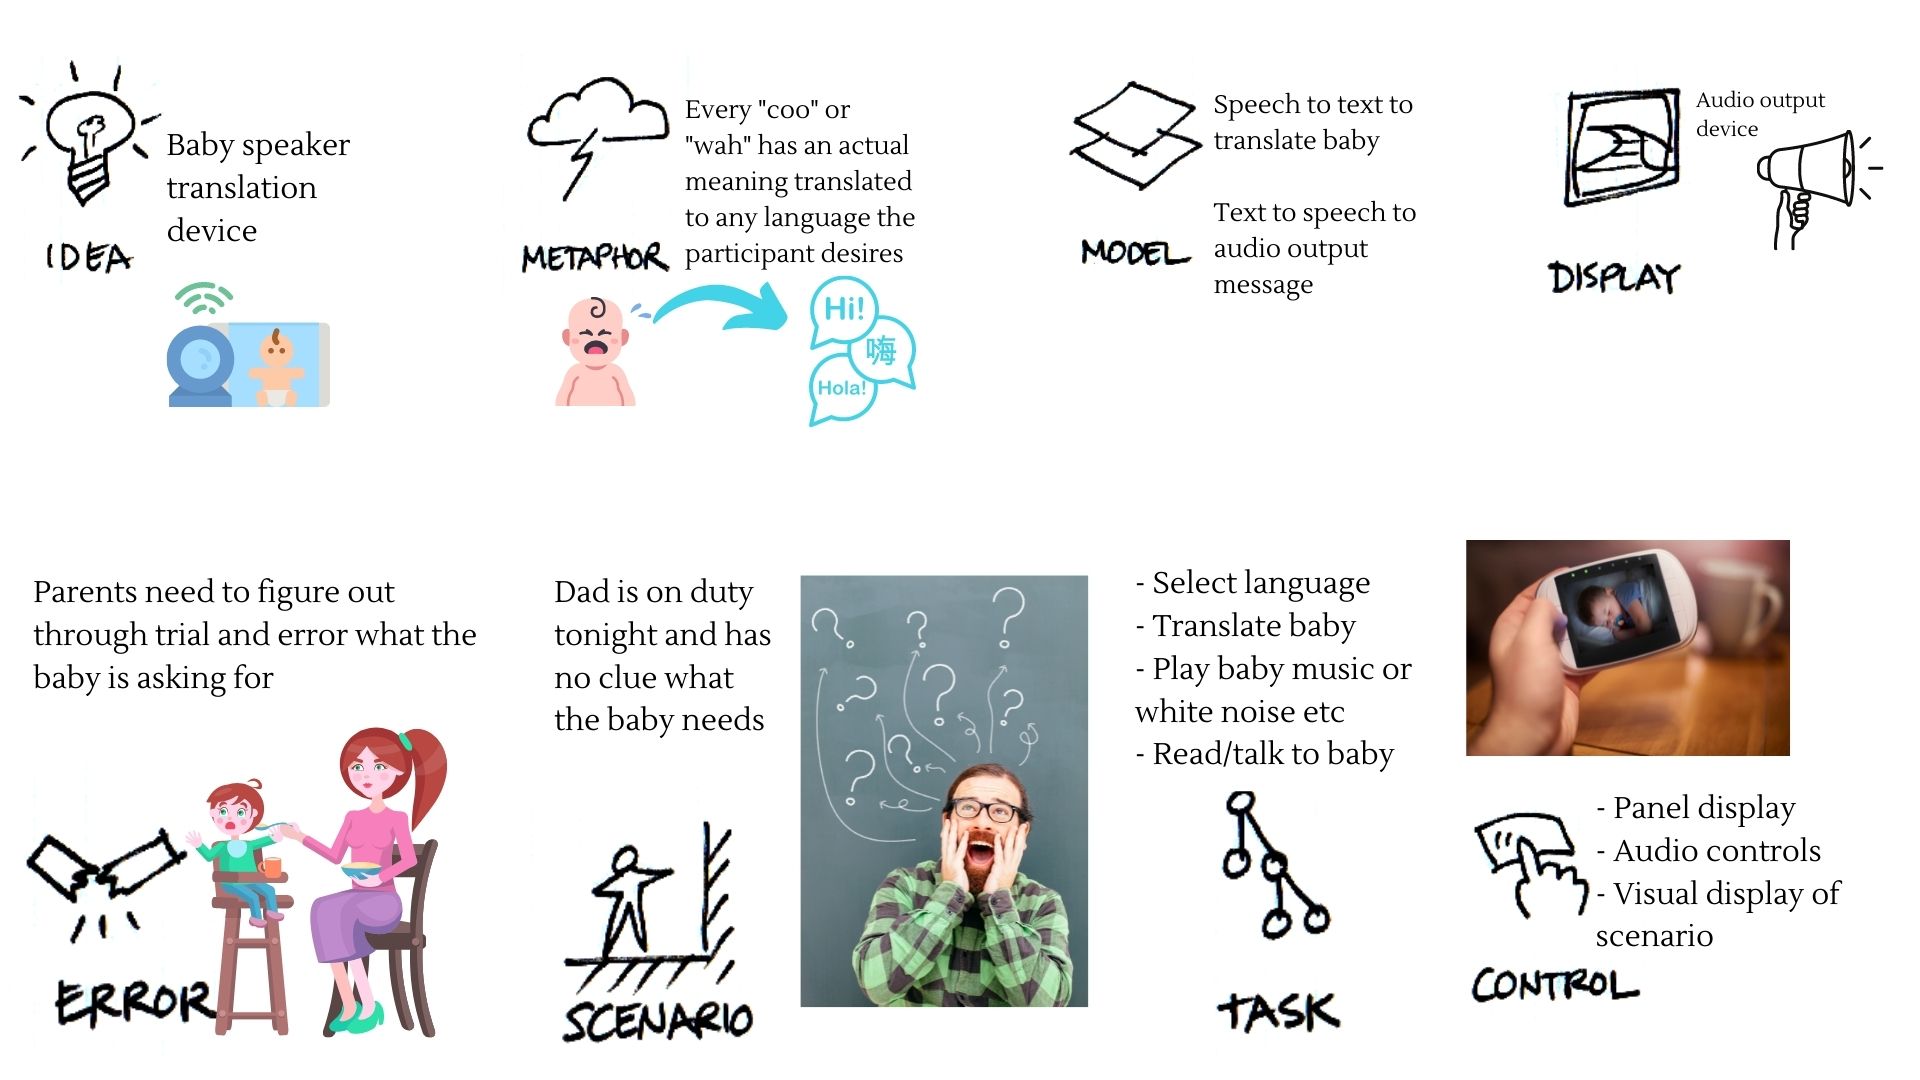 Baby speaker
translation
device
IDEA
Every "coo" or
"wah" has an actual
meaning translated
to any language the
participant desires
METAPHOR
Hi!
嗨
Hola!
Speech to text to
translate baby
Text to speech to
audio output
message
MODEL
Audio output
device
DISPLAY
Parents need to figure out
through trial and error what the
baby is asking for
ERROR
Dad is on duty
tonight and has
no clue what
the baby needs
? ? ?
? ? ?
? ?
SCENARIO
- Select language
- Translate baby
- Play baby music or
white noise etc
- Read/talk to baby
TASK
- Panel display
- Audio controls
- Visual display of
scenario
CONTROL